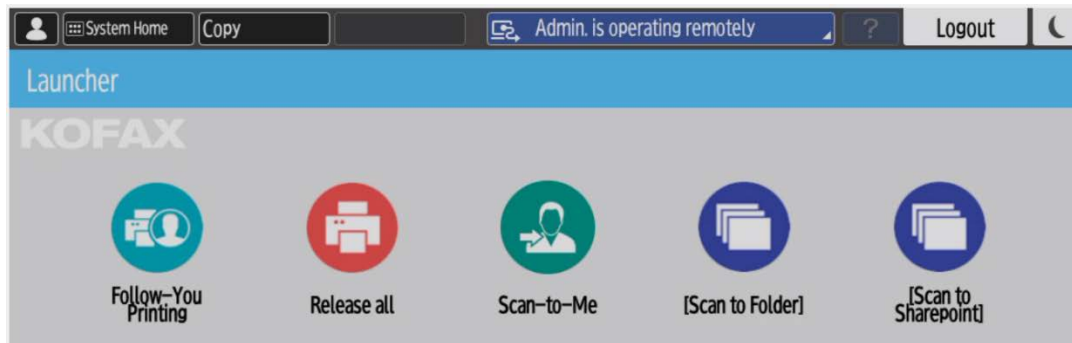 System Home
Copy
Admin. is operating remotely
?
Logout
Launcher
KOFAX
Follow-You
Printing
Release all
Scan-to-Me
[Scan to Folder]
[Scan to
Sharepoint]